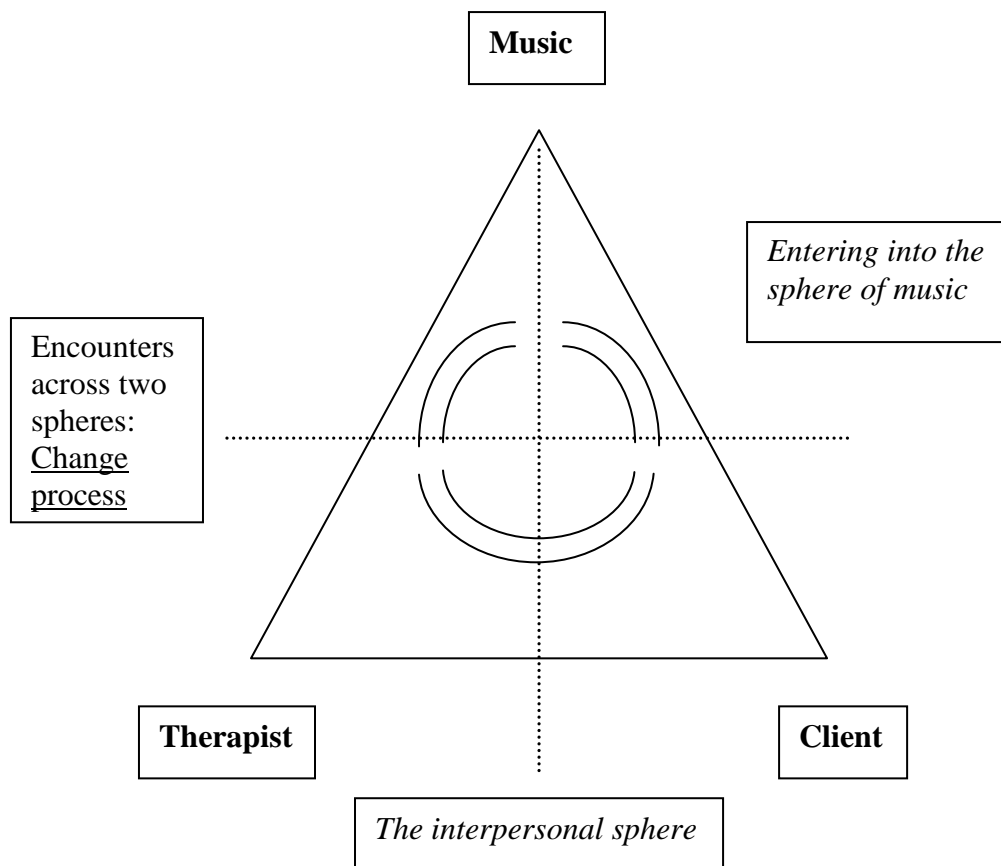 Music
Entering into the
sphere of music
Encounters
across two
spheres:
Change
process
Therapist
Client
The interpersonal sphere